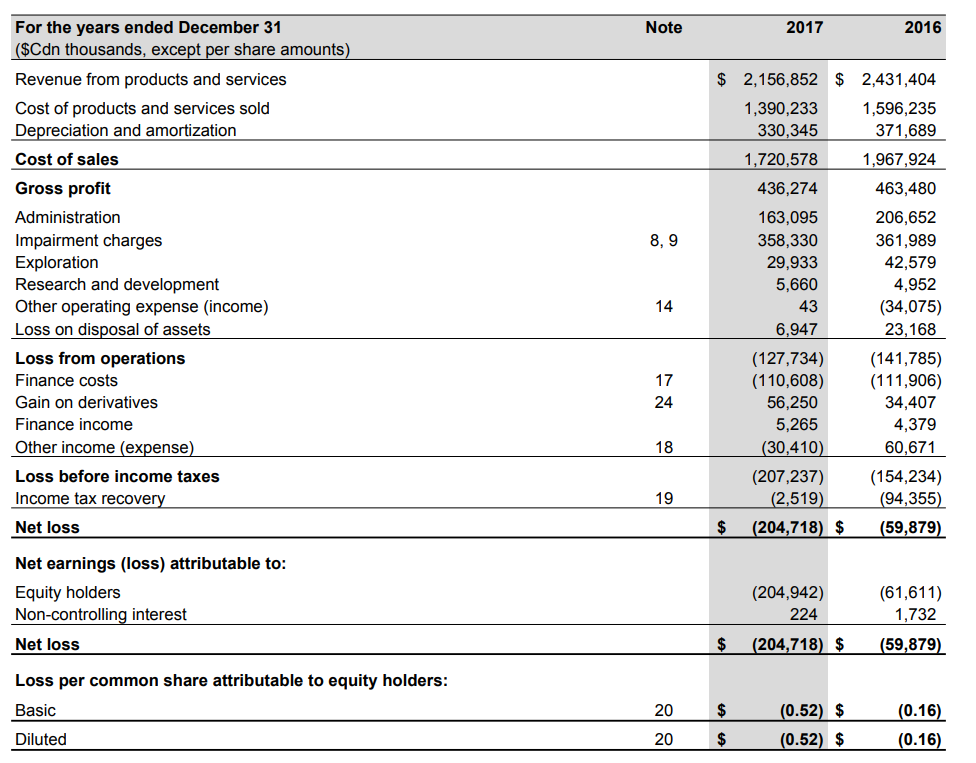 For the years ended December 31 Note 2017 2016
($Cdn thousands, except per share amounts)
Revenue from products and services $ 2,156,852 $ 2,431,404
Cost of products and services sold 1,390,233 1,596,235
Depreciation and amortization 330,345 371,689
Cost of sales 1,720,578 1,967,924
Gross profit 436,274 463,480
Administration 163,095 206,652
Impairment charges 8, 9 358,330 361,989
Exploration 29,933 42,579
Research and development 5,660 4,952
Other operating expense (income) 14 43 (34,075)
Loss on disposal of assets 6,947 23,168
Loss from operations (127,734) (141,785)
Finance costs 17 (110,608) (111,906)
Gain on derivatives 24 56,250 34,407
Finance income 5,265 4,379
Other income (expense) 18 (30,410) 60,671
Loss before income taxes (207,237) (154,234)
Income tax recovery 19 (2,519) (94,355)
Net loss $ (204,718) $ (59,879)
Net earnings (loss) attributable to:
Equity holders (204,942) (61,611)
Non-controlling interest 224 1,732
Net loss $ (204,718) $ (59,879)
Loss per common share attributable to equity holders:
Basic 20 $ (0.52) $ (0.16)
Diluted 20 $ (0.52) $ (0.16)